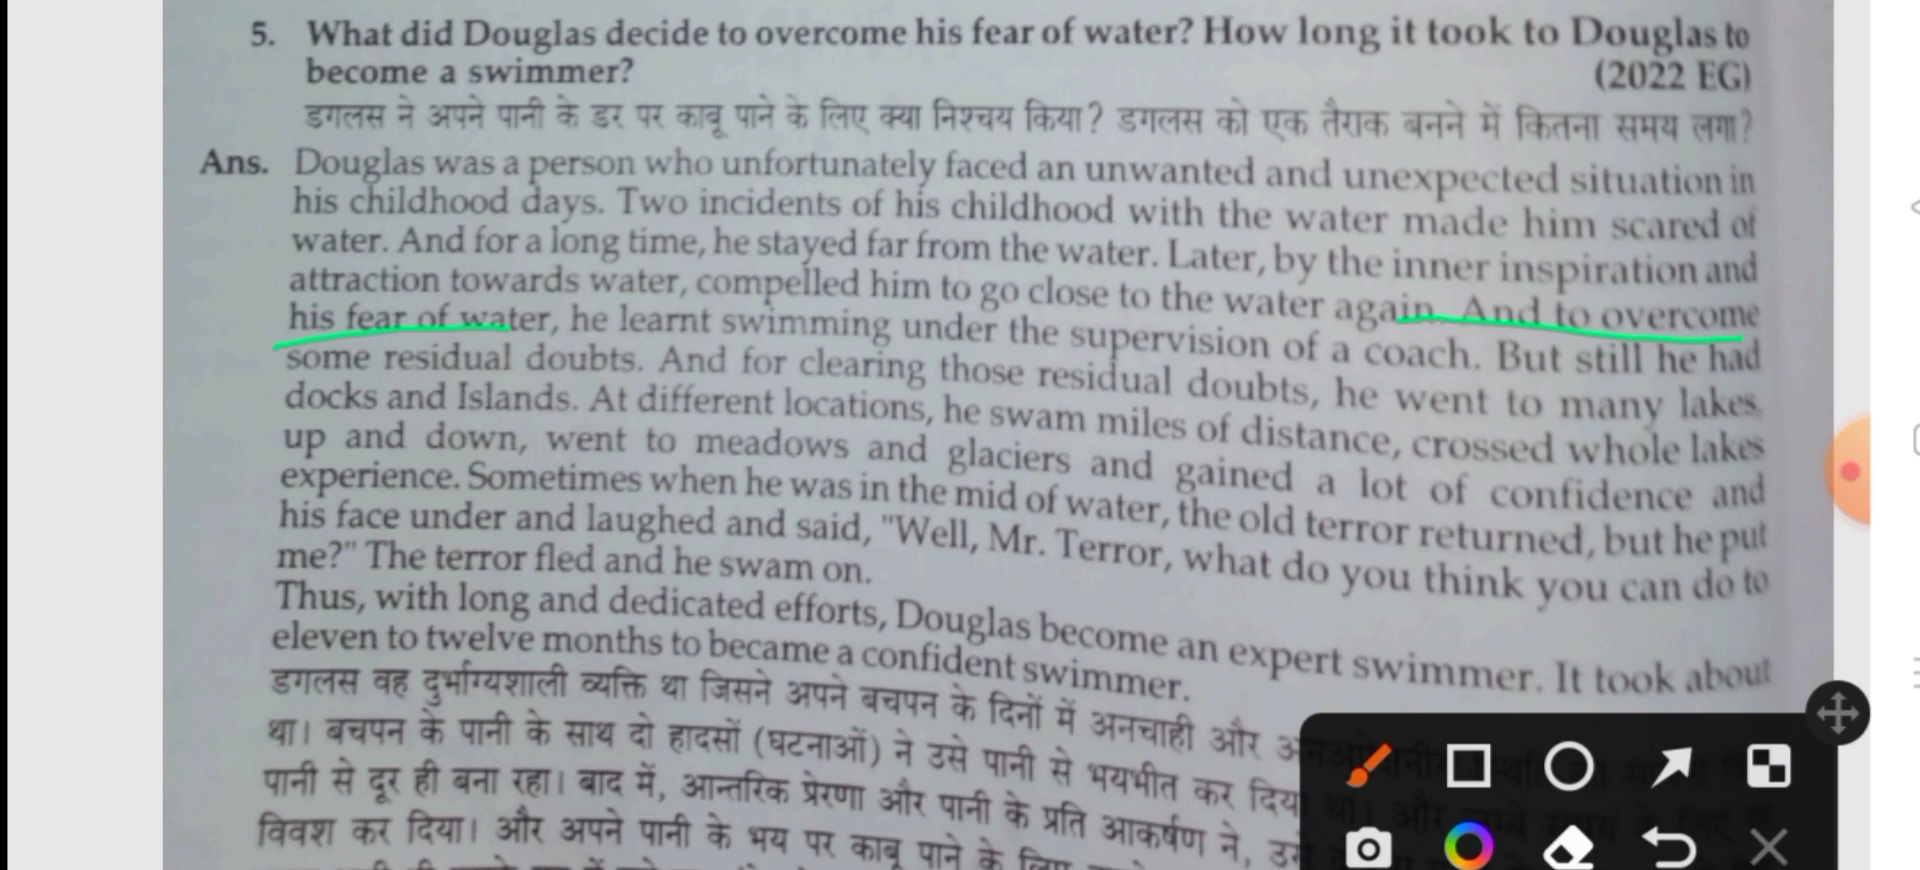 5. What did Douglas decide to overcome his fear of water? How long it took to Douglas to
become a swimmer? (2022 EG)
डगलस ने अपने पानी के डर पर काबू पाने के लिए क्या निश्चय किया? डगलस को एक तैराक बनने में कितना समय लगा?
Ans. Douglas was a person who unfortunately faced an unwanted and unexpected situation in
his childhood days. Two incidents of his childhood with the water made him scared of
water. And for a long time, he stayed far from the water. Later, by the inner inspiration and
attraction towards water, compelled him to go close to the water again. And to overcome
his fear of water, he learnt swimming under the supervision of a coach. But still he had
some residual doubts. And for clearing those residual doubts, he went to many lakes,
docks and Islands. At different locations, he swam miles of distance, crossed whole lakes
up and down, went to meadows and glaciers and gained a lot of confidence and
experience. Sometimes when he was in the mid of water, the old terror returned, but he put
his face under and laughed and said, "Well, Mr. Terror, what do you think you can do to
me?" The terror fled and he swam on.
Thus, with long and dedicated efforts, Douglas become an expert swimmer. It took about
eleven to twelve months to became a confident swimmer.
डगलस वह दुर्भाग्यशाली व्यक्ति था जिसने अपने बचपन के दिनों में अनचाही और
था। बचपन के पानी के साथ दो हादसों (घटनाओं) ने उसे पानी से भयभीत कर दिया था। और
पानी से दूर ही बना रहा। बाद में, आन्तरिक प्रेरणा और पानी के प्रति आकर्षण ने,
विवश कर दिया। और अपने पानी के भय पर काबू पाने के लिए